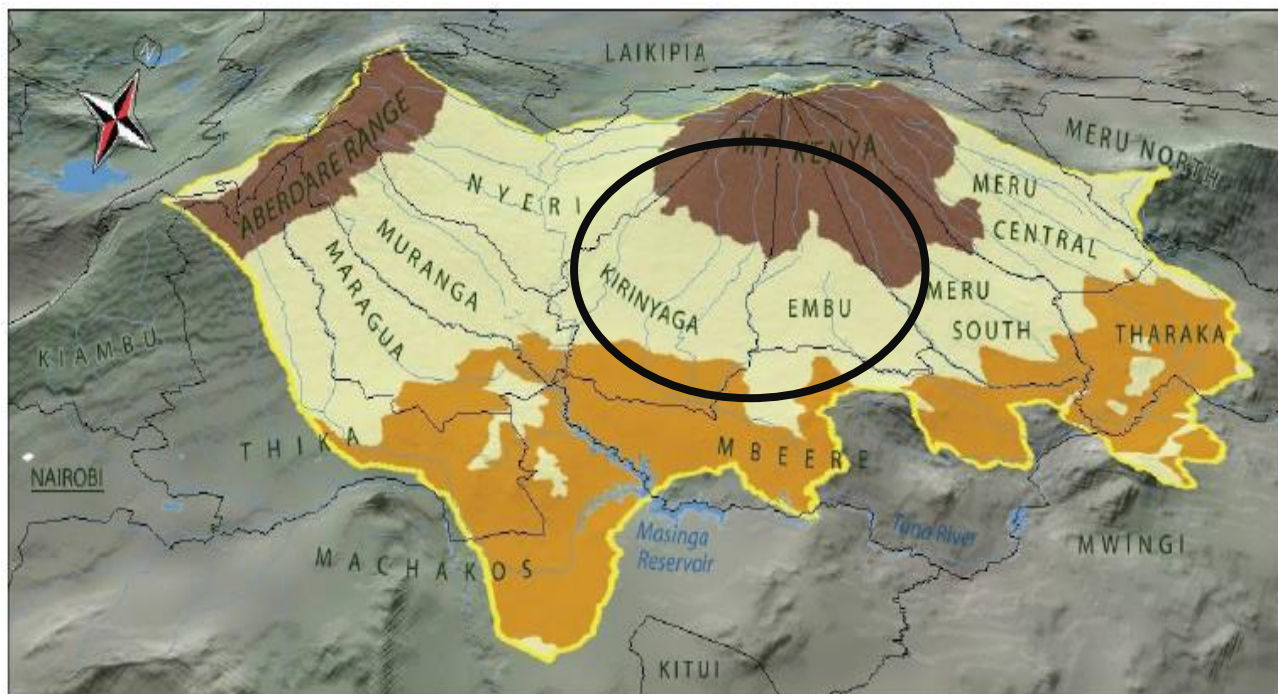 N
LAIKIPIA
ABERDARE RANGE
MT KENYA
MERU NORTH
NYERI
MERU
CENTRAL
MURANGA
MARAGUA
KIRINYAGA
EMBU
MERU
SOUTH
THARAKA
KIAMBU
THIKA
MBEERE
NAIROBI
Masinga
Reservoir
Tana River
MWINGI
MACHAKOS
KITUI